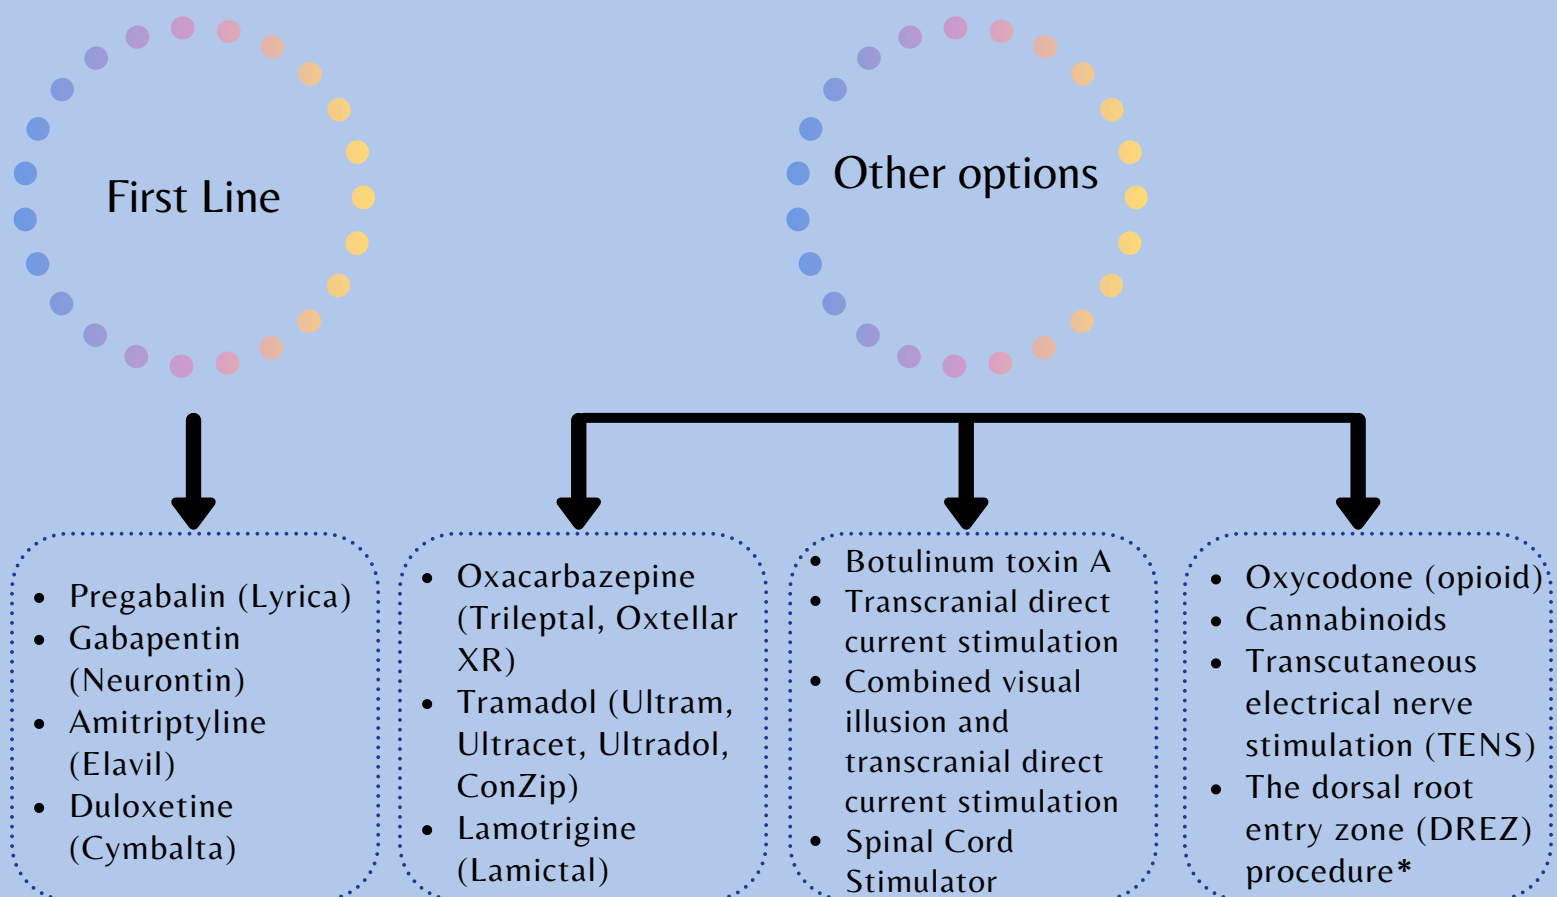 First Line
Other options
• Pregabalin (Lyrica)
• Gabapentin
(Neurontin)
• Amitriptyline
(Elavil)
• Duloxetine
(Cymbalta)
• Oxacarbazepine
(Trileptal, Oxtellar
XR)
• Tramadol (Ultram,
Ultracet, Ultradol,
ConZip)
• Lamotrigine
(Lamictal)
• Botulinum toxin A
• Transcranial direct
current stimulation
• Combined visual
illusion and
transcranial direct
current stimulation
• Spinal Cord
Stimulator
• Oxycodone (opioid)
• Cannabinoids
• Transcutaneous
electrical nerve
stimulation (TENS)
• The dorsal root
entry zone (DREZ)
procedure*